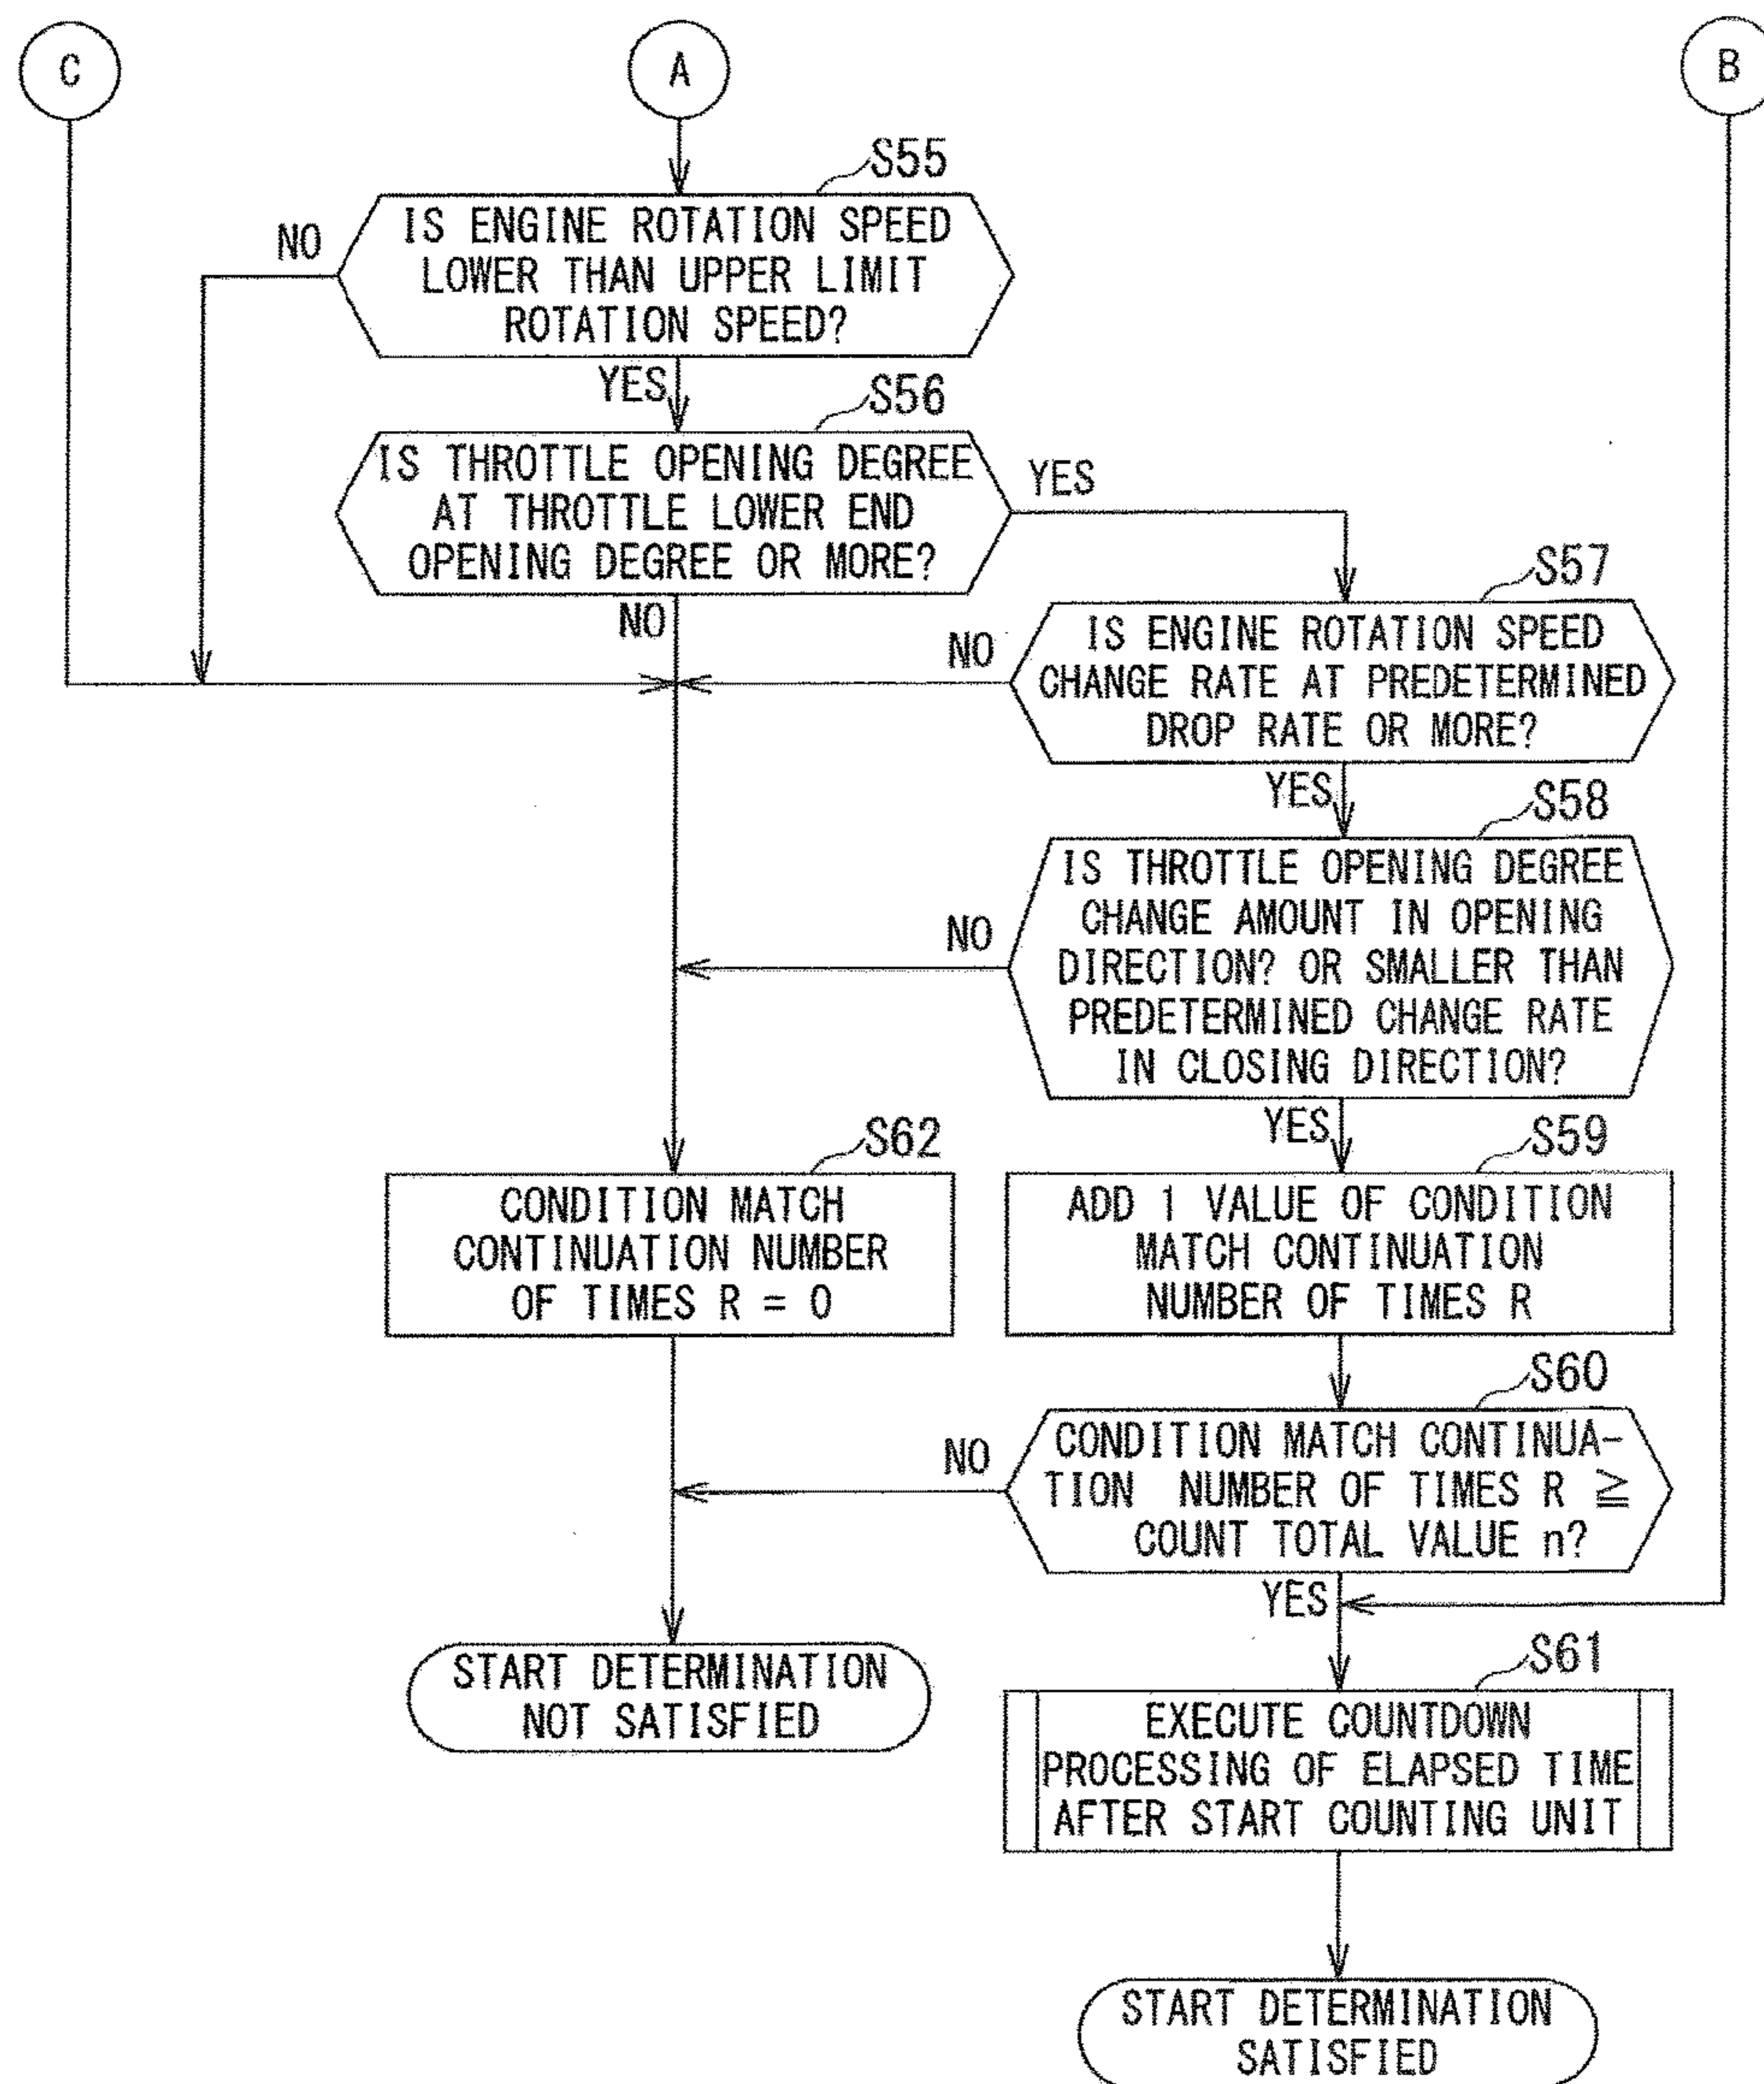 C
A
B
S55
IS ENGINE ROTATION SPEED
LOWER THAN UPPER LIMIT
ROTATION SPEED?
NO
YES
S56
IS THROTTLE OPENING DEGREE
AT THROTTLE LOWER END
OPENING DEGREE OR MORE?
YES
NO
S57
IS ENGINE ROTATION SPEED
CHANGE RATE AT PREDETERMINED
DROP RATE OR MORE?
NO
YES
S58
IS THROTTLE OPENING DEGREE
CHANGE AMOUNT IN OPENING
DIRECTION? OR SMALLER THAN
PREDETERMINED CHANGE RATE
IN CLOSING DIRECTION?
NO
YES
S62
CONDITION MATCH
CONTINUATION NUMBER
OF TIMES R = 0
S59
ADD 1 VALUE OF CONDITION
MATCH CONTINUATION
NUMBER OF TIMES R
S60
CONDITION MATCH CONTINUA-
TION NUMBER OF TIMES R ≧
COUNT TOTAL VALUE n?
NO
YES
START DETERMINATION
NOT SATISFIED
S61
EXECUTE COUNTDOWN
PROCESSING OF ELAPSED TIME
AFTER START COUNTING UNIT
START DETERMINATION
SATISFIED